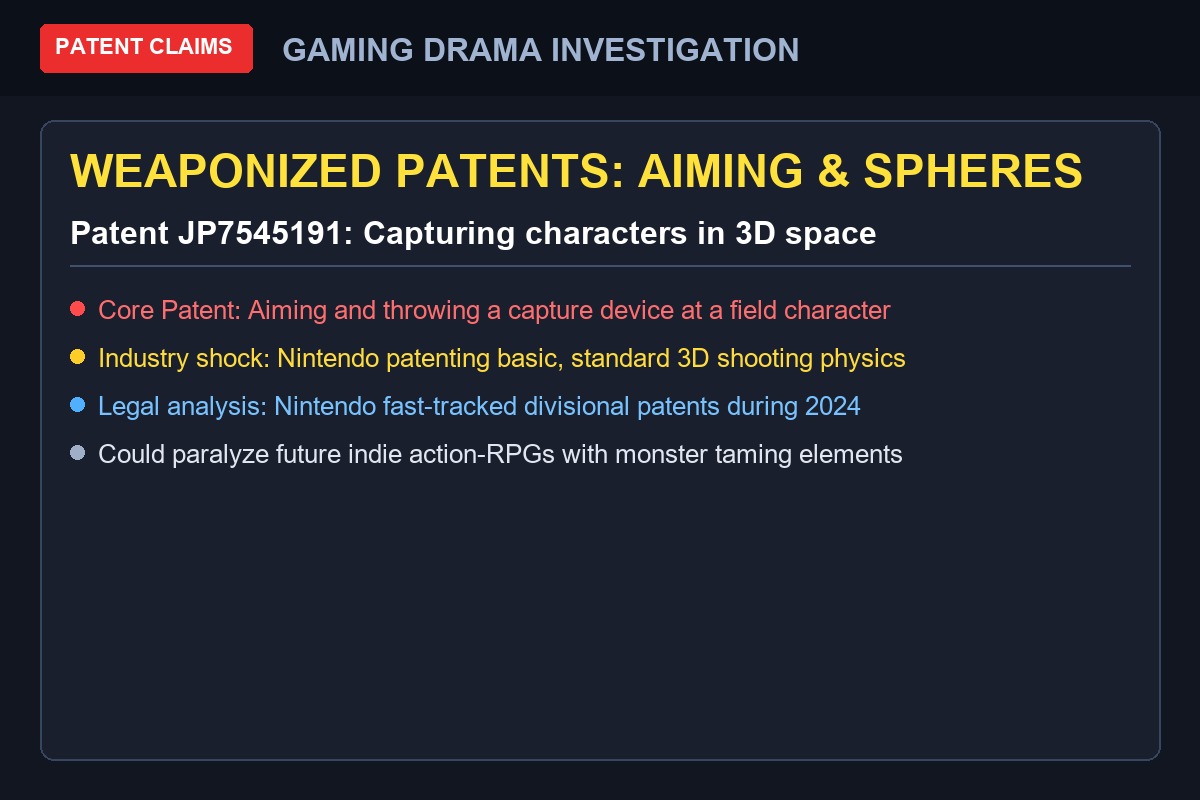 PATENT CLAIMS
GAMING DRAMA INVESTIGATION
WEAPONIZED PATENTS: AIMING & SPHERES
Patent JP7545191: Capturing characters in 3D space
Core Patent: Aiming and throwing a capture device at a field character
Industry shock: Nintendo patenting basic, standard 3D shooting physics
Legal analysis: Nintendo fast-tracked divisional patents during 2024
Could paralyze future indie action-RPGs with monster taming elements